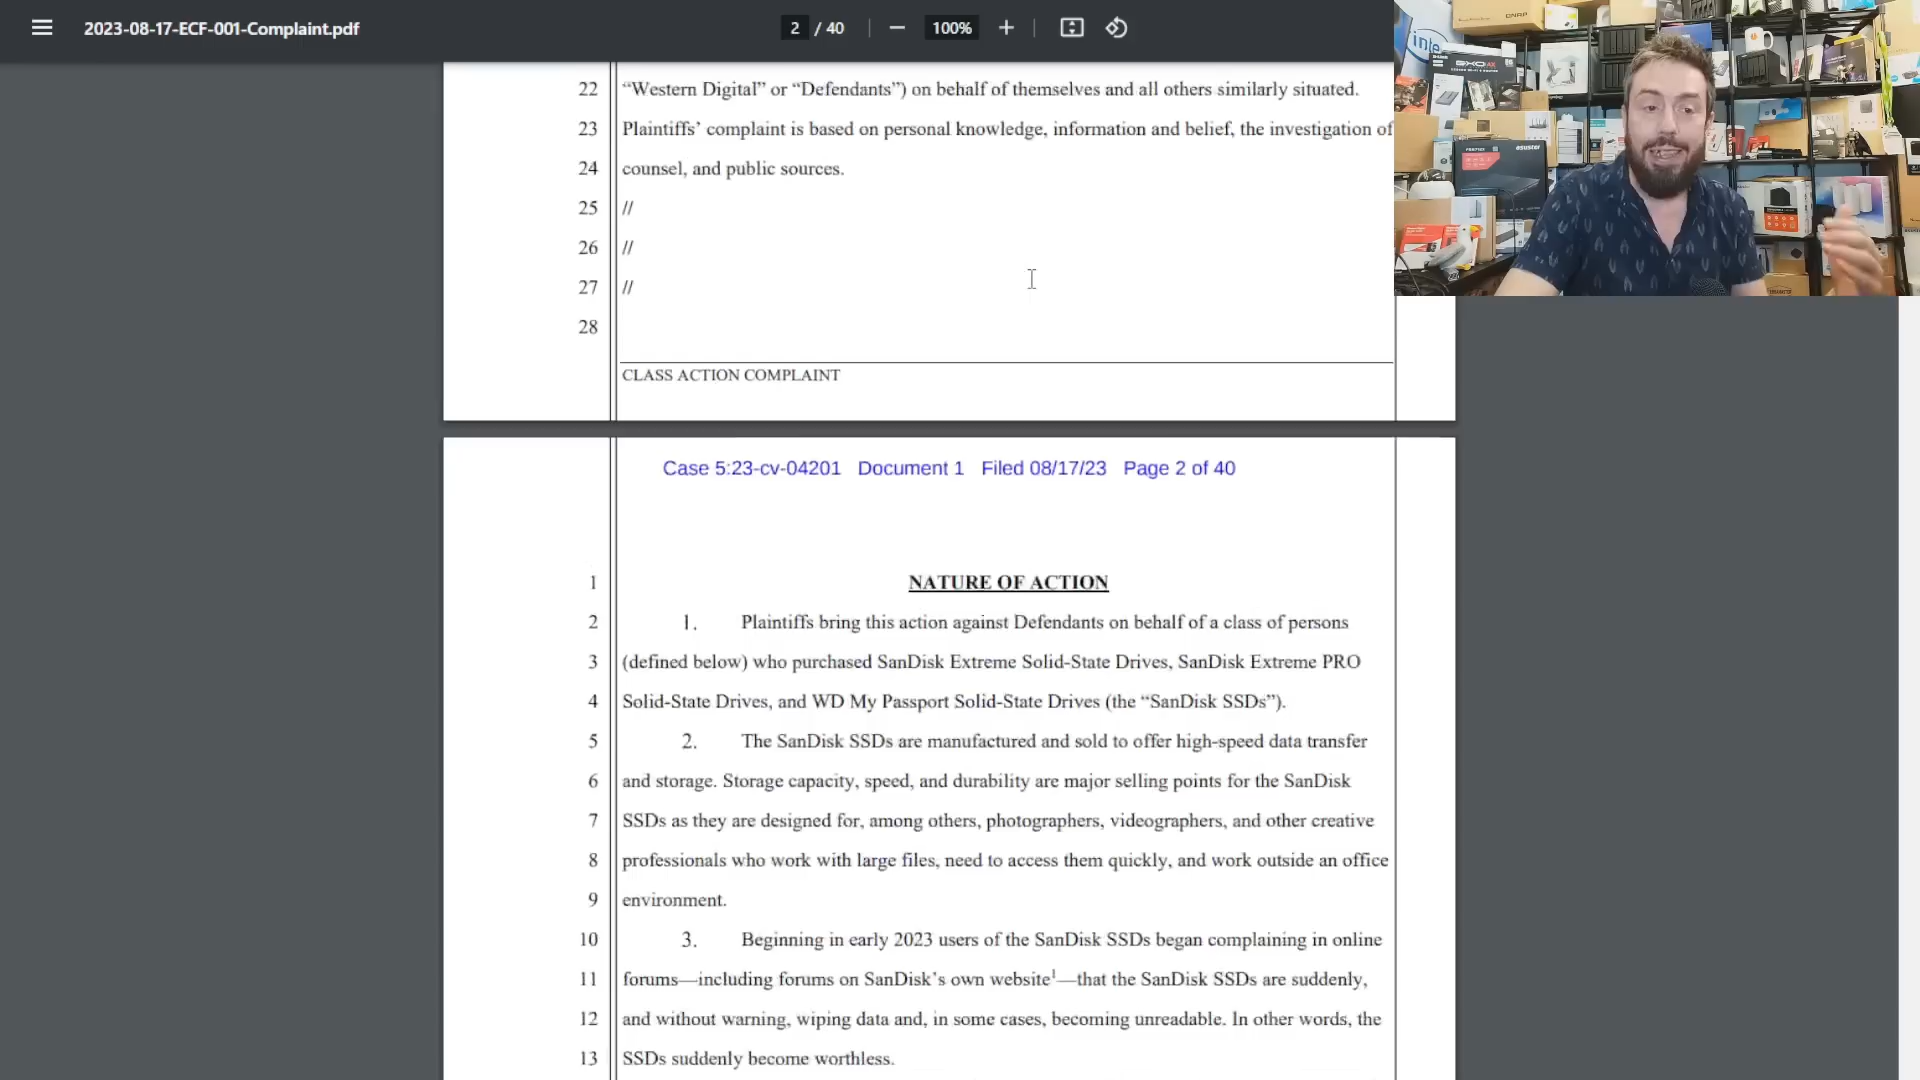 2023-08-17-ECF-001-Complaint.pdf
2 / 40
100%
22 “Western Digital” or “Defendants”) on behalf of themselves and all others similarly situated.
23 Plaintiffs’ complaint is based on personal knowledge, information and belief, the investigation of
24 counsel, and public sources.
25 //
26 //
27 //
28
CLASS ACTION COMPLAINT
Case 5:23-cv-04201 Document 1 Filed 08/17/23 Page 2 of 40
1 NATURE OF ACTION
2 1. Plaintiffs bring this action against Defendants on behalf of a class of persons
3 (defined below) who purchased SanDisk Extreme Solid-State Drives, SanDisk Extreme PRO
4 Solid-State Drives, and WD My Passport Solid-State Drives (the “SanDisk SSDs”).
5 2. The SanDisk SSDs are manufactured and sold to offer high-speed data transfer
6 and storage. Storage capacity, speed, and durability are major selling points for the SanDisk
7 SSDs as they are designed for, among others, photographers, videographers, and other creative
8 professionals who work with large files, need to access them quickly, and work outside an office
9 environment.
10 3. Beginning in early 2023 users of the SanDisk SSDs began complaining in online
11 forums—including forums on SanDisk’s own website1—that the SanDisk SSDs are suddenly,
12 and without warning, wiping data and, in some cases, becoming unreadable. In other words, the
13 SSDs suddenly become worthless.